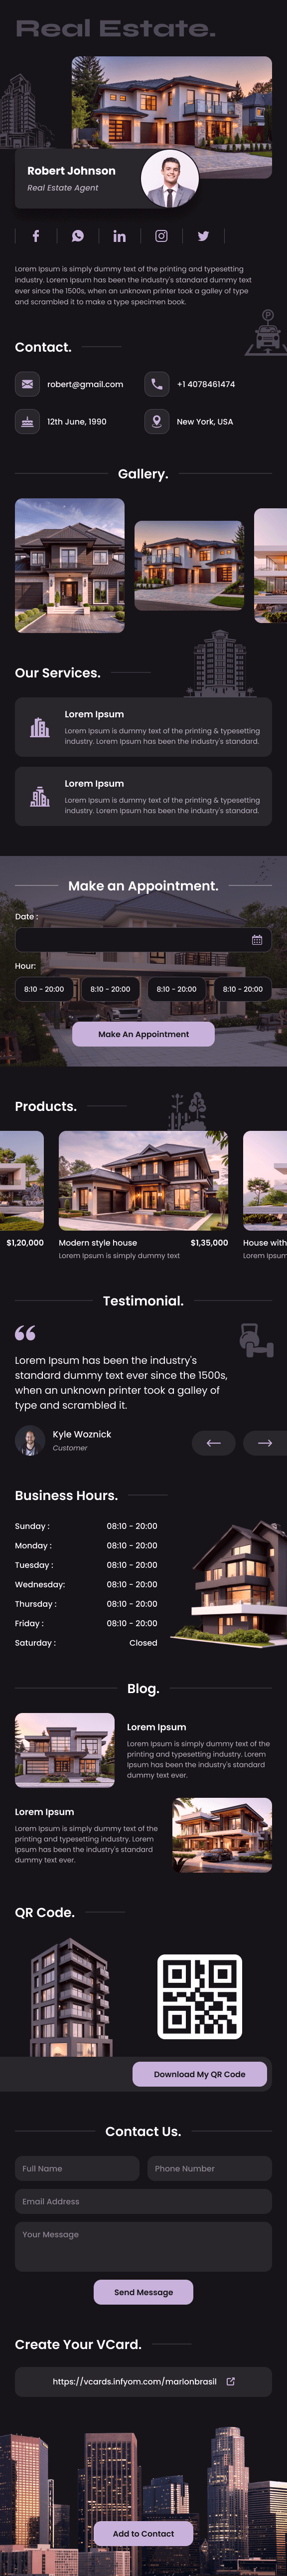 Real Estate.
Robert Johnson
Real Estate Agent
Lorem Ipsum is simply dummy text of the printing and typesetting
industry. Lorem Ipsum has been the industry's standard dummy text
ever since the 1500s, when an unknown printer took a galley of type
and scrambled it to make a type specimen book.
P
Contact.
robert@gmail.com
+1 4078461474
12th June, 1990
New York, USA
Gallery.
Our Services.
Lorem Ipsum
Lorem Ipsum is dummy text of the printing & typesetting
industry. Lorem Ipsum has been the industry's standard.
Lorem Ipsum
Lorem Ipsum is dummy text of the printing & typesetting
industry. Lorem Ipsum has been the industry's standard.
Make an Appointment.
Date :
Hour:
8:10 - 20:00
8:10 - 20:00
8:10 - 20:00
8:10 - 20:00
Make An Appointment
Products.
$1,20,000
Modern style house
$1,35,000
Lorem Ipsum is simply dummy text
House with
Lorem Ipsum
Testimonial.
“
Lorem Ipsum has been the industry's
standard dummy text ever since the 1500s,
when an unknown printer took a galley of
type and scrambled it.
Kyle Woznick
Customer
Business Hours.
Sunday : 08:10 - 20:00
Monday : 08:10 - 20:00
Tuesday : 08:10 - 20:00
Wednesday: 08:10 - 20:00
Thursday : 08:10 - 20:00
Friday : 08:10 - 20:00
Saturday : Closed
Blog.
Lorem Ipsum
Lorem Ipsum is simply dummy text of the
printing and typesetting industry. Lorem
Ipsum has been the industry's standard
dummy text ever.
Lorem Ipsum
Lorem Ipsum is simply dummy text of the
printing and typesetting industry. Lorem
Ipsum has been the industry's standard
dummy text ever.
QR Code.
Download My QR Code
Contact Us.
Full Name
Phone Number
Email Address
Your Message
Send Message
Create Your VCard.
https://vcards.infyom.com/marlonbrasil
Add to Contact